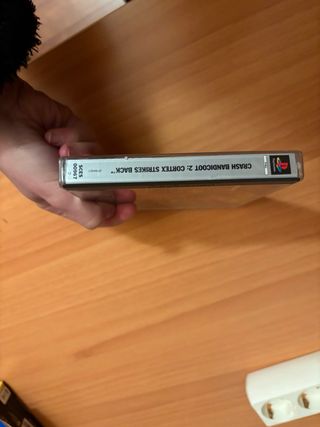 CRASH BANDICOOT 2: CORTEX STRIKES BACK™
SCES
00967